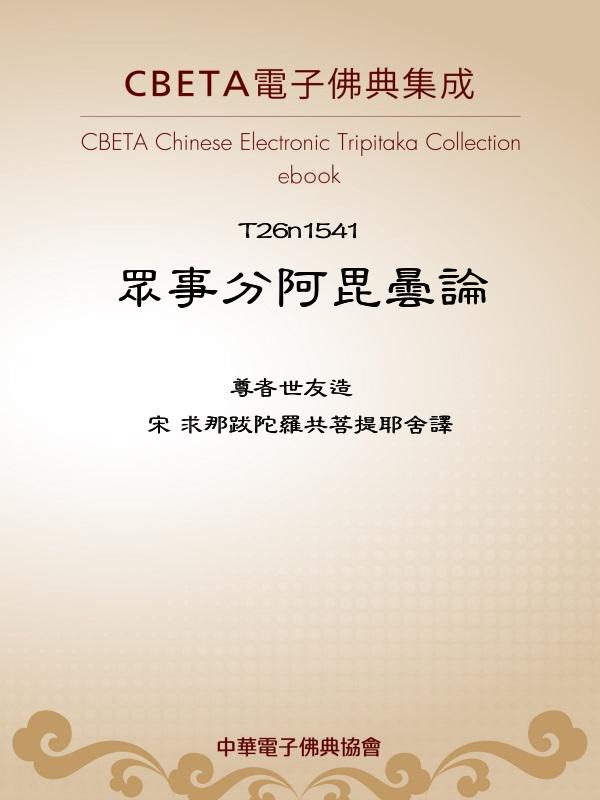 CBETA電子佛典集成
CBETA Chinese Electronic Tripitaka Collection
ebook
T26n1541
眾事分阿毘曇論
尊者世友造
宋 求那跋陀羅共菩提耶舍譯
中華電子佛典協會